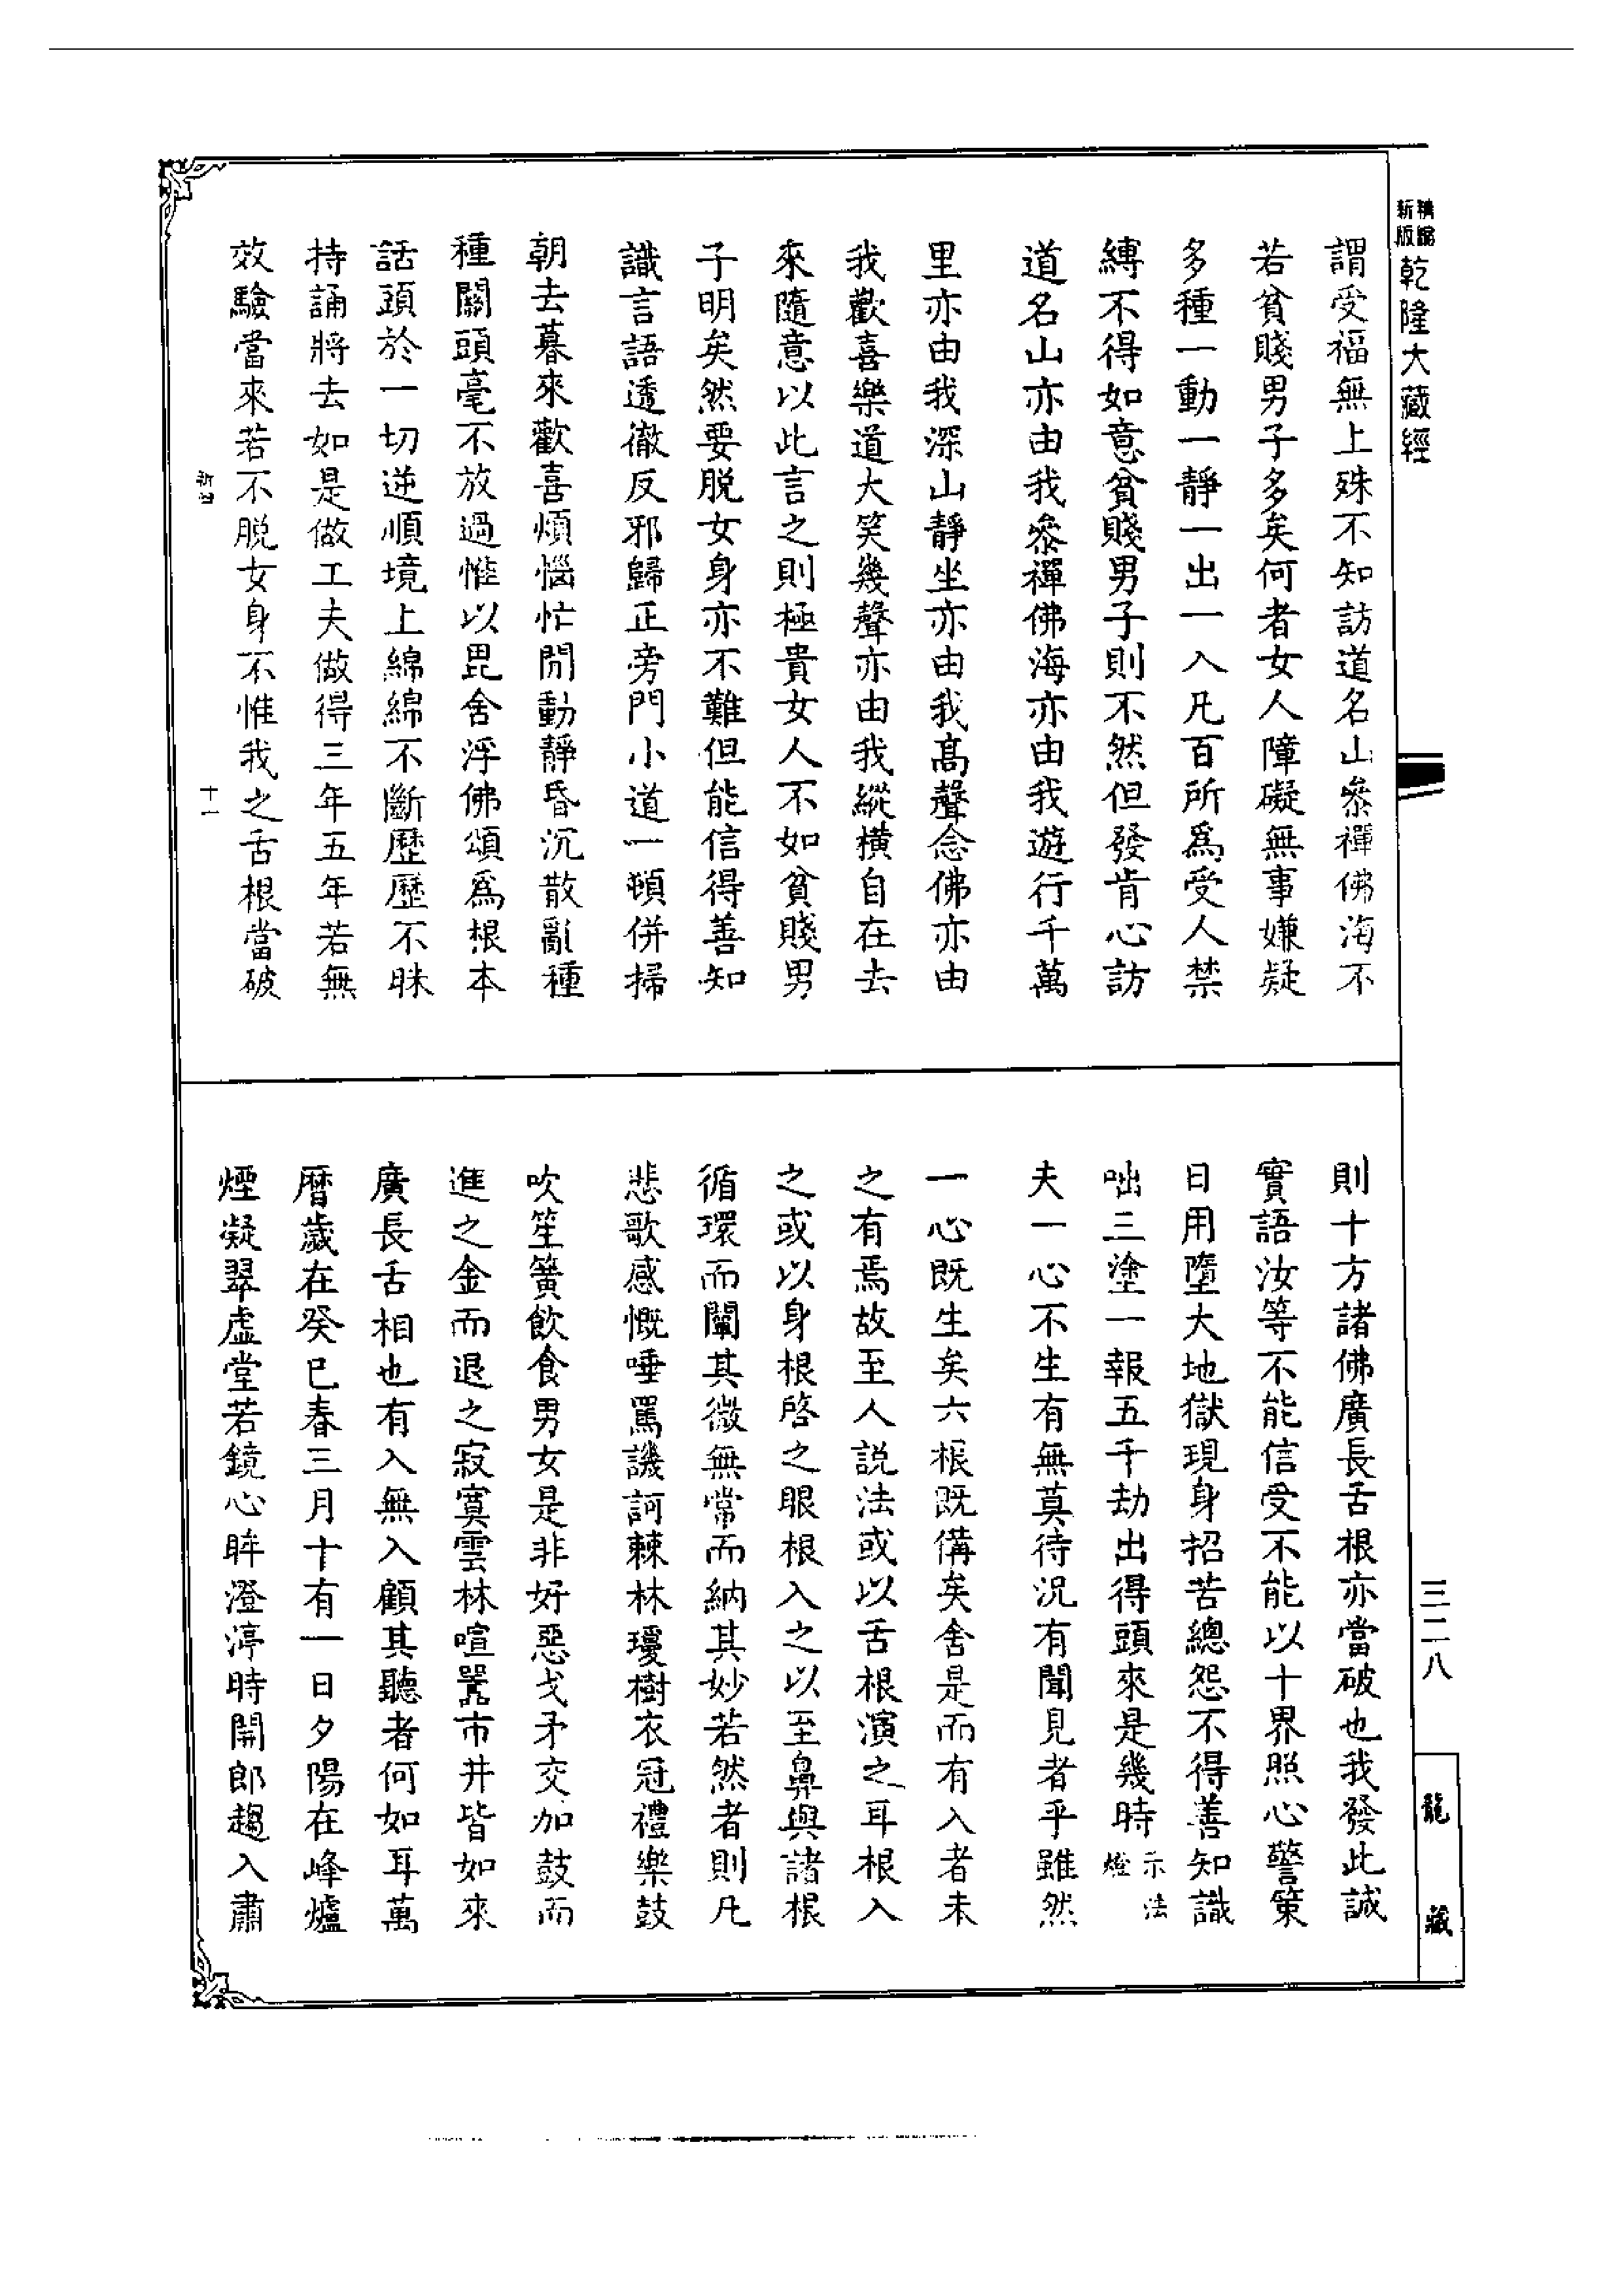 新版精縮乾隆大藏經
謂受福無上殊不知訪道名山叅禪佛海不
若貧賤男子多矣何者女人障礙無事嫌疑
多種一動一靜一出一入凡百所爲受人禁
縛不得如意貧賤男子則不然但發肯心訪
道名山亦由我叅禪佛海亦由我遊行千萬
里亦由我深山靜坐亦由我高聲念佛亦由
我歡喜樂道大笑幾聲亦由我縱橫自在去
來隨意以此言之則極貴女人不如貧賤男
子明矣然要脱女身亦不難但能信得善知
識言語透徹反邪歸正旁門小道一頓併掃
朝去暮來歡喜煩惱忙閒動靜昏沉散亂種
種關頭毫不放過惟以毘舍浮佛頌爲根本
話頭於一切逆順境上綿綿不斷歷歷不昧
持誦將去如是做工夫做得三年五年若無
效驗當來若不脱女身不惟我之舌根當破
十一
則十方諸佛廣長舌根亦當破也我發此誠
實語汝等不能信受不能以十界照心警策
日用墮大地獄現身招苦總怨不得善知識
咄三塗一報五千劫出得頭來是幾時示法燈
夫一心不生有無莫待况有聞見者乎雖然
一心既生矣六根既備矣舍是而有入者未
之有焉故至人説法或以舌根演之耳根入
之或以身根啓之眼根入之以至鼻與諸根
循環而闡其微無常而納其妙若然者則凡
悲歌感慨唾罵譏訶棘林瓊樹衣冠禮樂鼓
吹笙簧飲食男女是非好惡戈矛交加鼓而
進之金而退之寂寞雲林喧囂市井皆如來
廣長舌相也有入無入顧其聽者何如耳萬
曆歲在癸巳春三月十有一日夕陽在峰爐
煙凝翠虛堂若鏡心眸澄渟時開郎趨入肅
三二八
龍藏